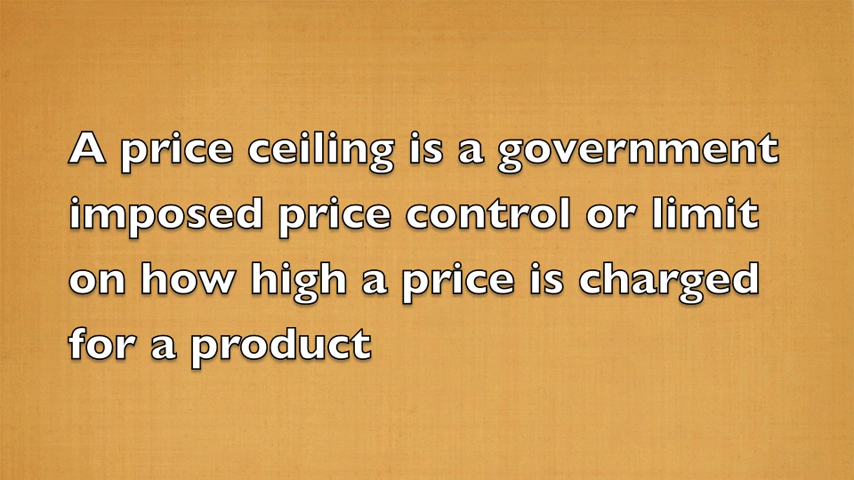 A price ceiling is a government
imposed price control or limit
on how high a price is charged
for a product